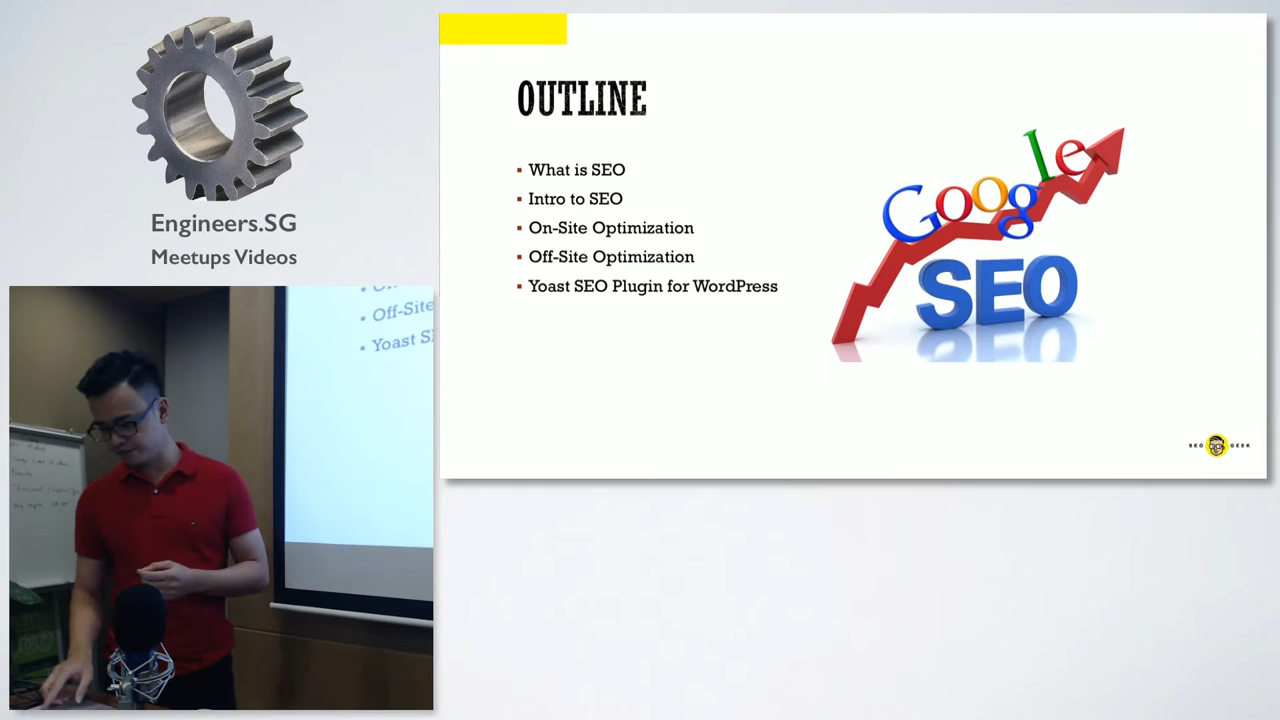 Engineers.SG
Meetups Videos
OUTLINE
▪ What is SEO
▪ Intro to SEO
▪ On-Site Optimization
▪ Off-Site Optimization
▪ Yoast SEO Plugin for WordPress
Google
SEO
SEO GEEK
▪ Off-Site
▪ Yoast S